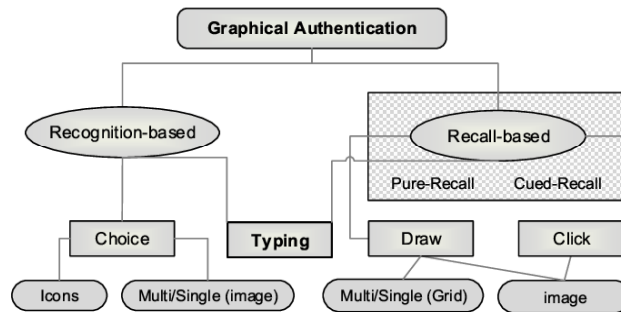 Graphical Authentication
Recognition-based
Recall-based
Pure-Recall
Cued-Recall
Choice
Typing
Draw
Click
Icons
Multi/Single (image)
Multi/Single (Grid)
image